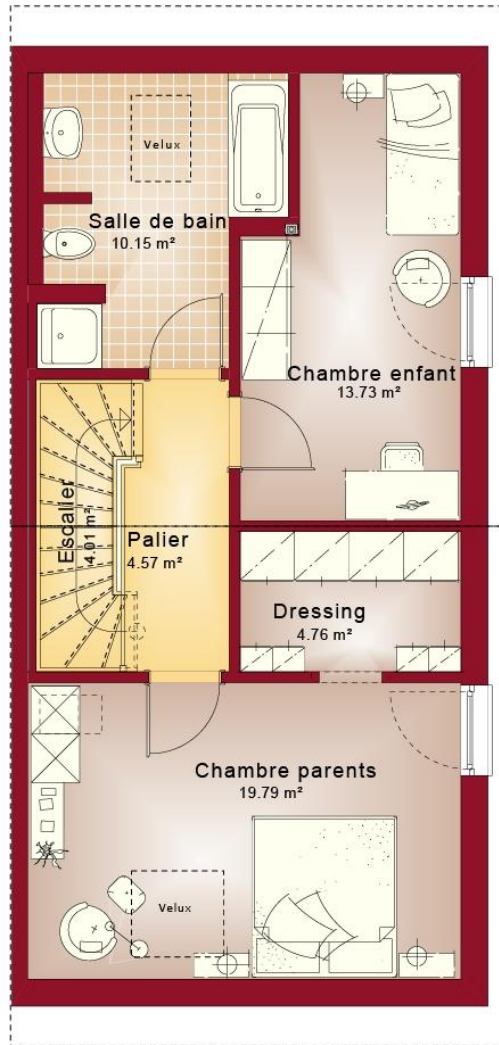 Velux
Salle de bain
10.15 m²
Chambre enfant
13.73 m²
Escalier
4.01 m²
Palier
4.57 m²
Dressing
4.76 m²
Chambre parents
19.79 m²
Velux